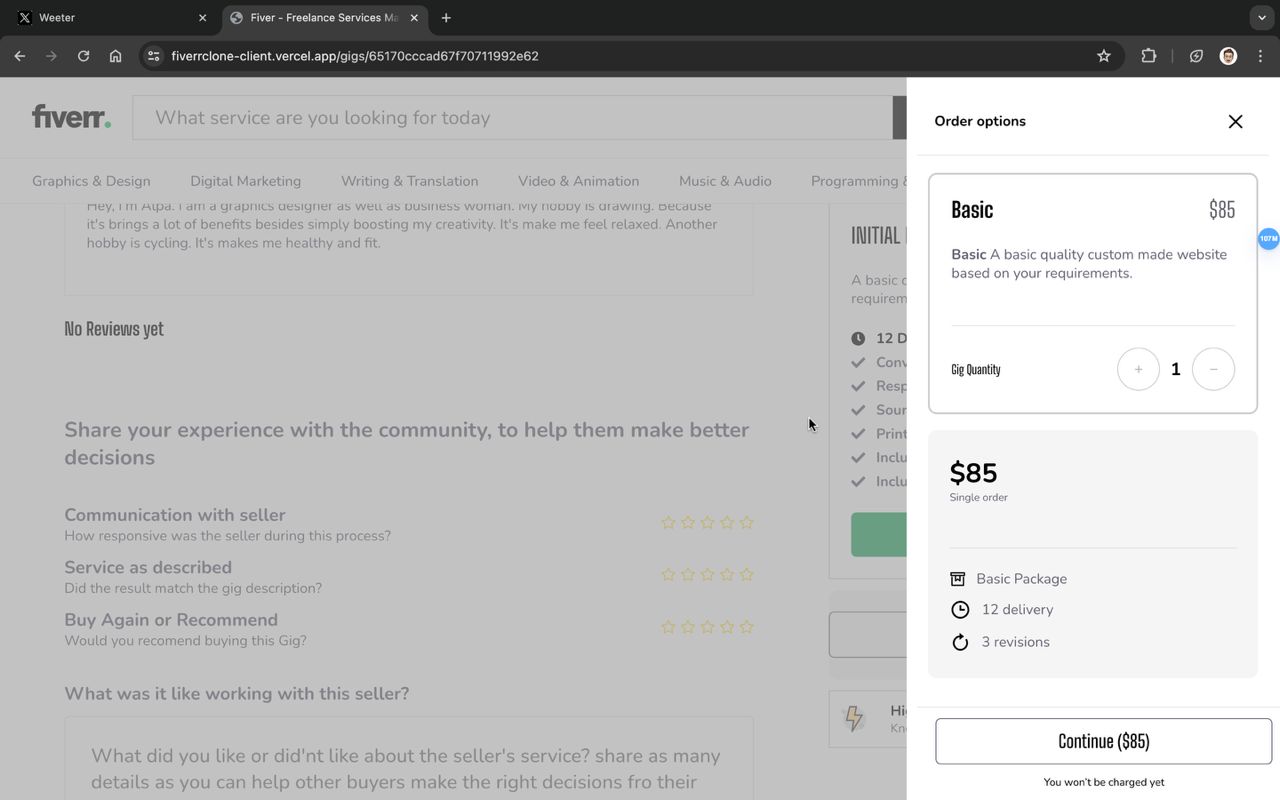 Weeter
Fiver - Freelance Services Ma
fiverrclone-client.vercel.app/gigs/65170cccad67f70711992e62
fiverr.
What service are you looking for today
Graphics & Design
Digital Marketing
Writing & Translation
Video & Animation
Music & Audio
Programming &
Hey, I'm Alpa. I am a graphics designer as well as business woman. My hobby is drawing. Because
it's brings a lot of benefits besides simply boosting my creativity. It's make me feel relaxed. Another
hobby is cycling. It's makes me healthy and fit.
No Reviews yet
Share your experience with the community, to help them make better
decisions
Communication with seller
How responsive was the seller during this process?
Service as described
Did the result match the gig description?
Buy Again or Recommend
Would you recomend buying this Gig?
What was it like working with this seller?
What did you like or did'nt like about the seller's service? share as many
details as you can help other buyers make the right decisions fro their
INITIAL
A basic
requirem
12 D
Conv
Resp
Sour
Print
Inclu
Inclu
Hi
Kn
Order options
Basic
$85
Basic A basic quality custom made website
based on your requirements.
Gig Quantity
+ 1 −
$85
Single order
Basic Package
12 delivery
3 revisions
Continue ($85)
You won't be charged yet
107M